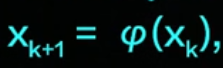 xₖ₊₁ = φ(xₖ),